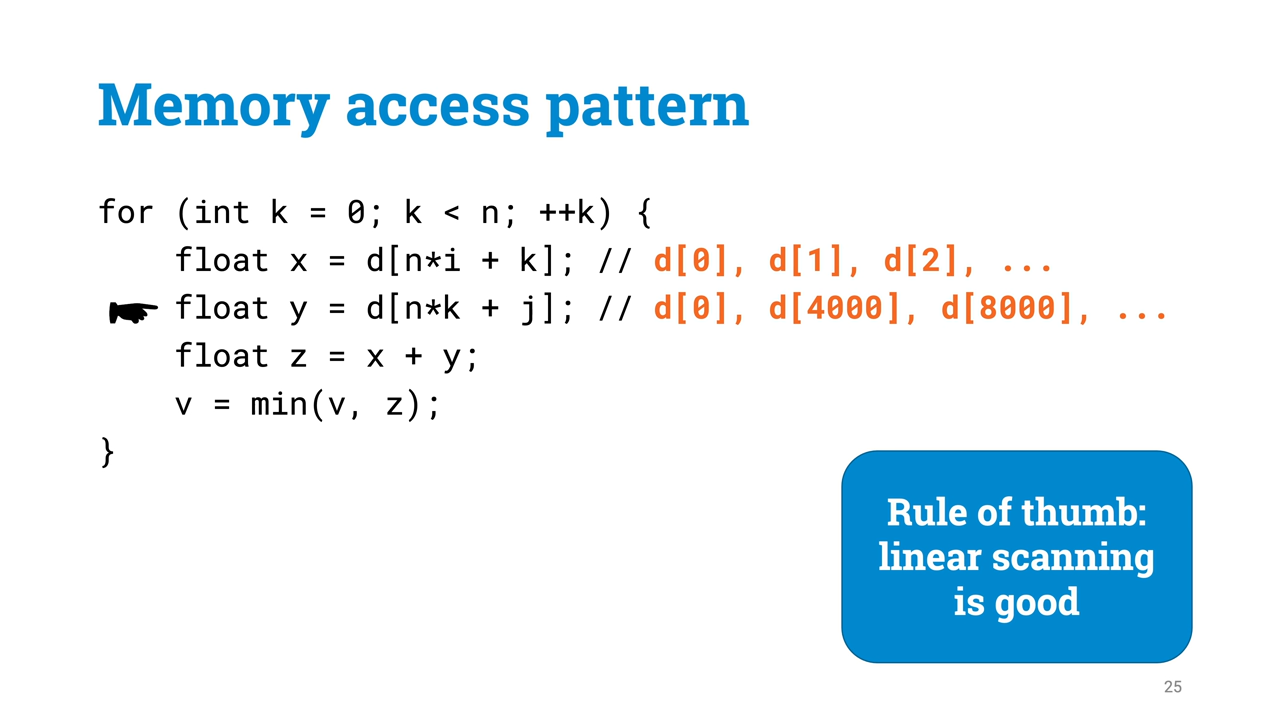 Memory access pattern
for (int k = 0; k < n; ++k) {
    float x = d[n*i + k]; // d[0], d[1], d[2], ...
    float y = d[n*k + j]; // d[0], d[4000], d[8000], ...
    float z = x + y;
    v = min(v, z);
}
Rule of thumb:
linear scanning
is good
25